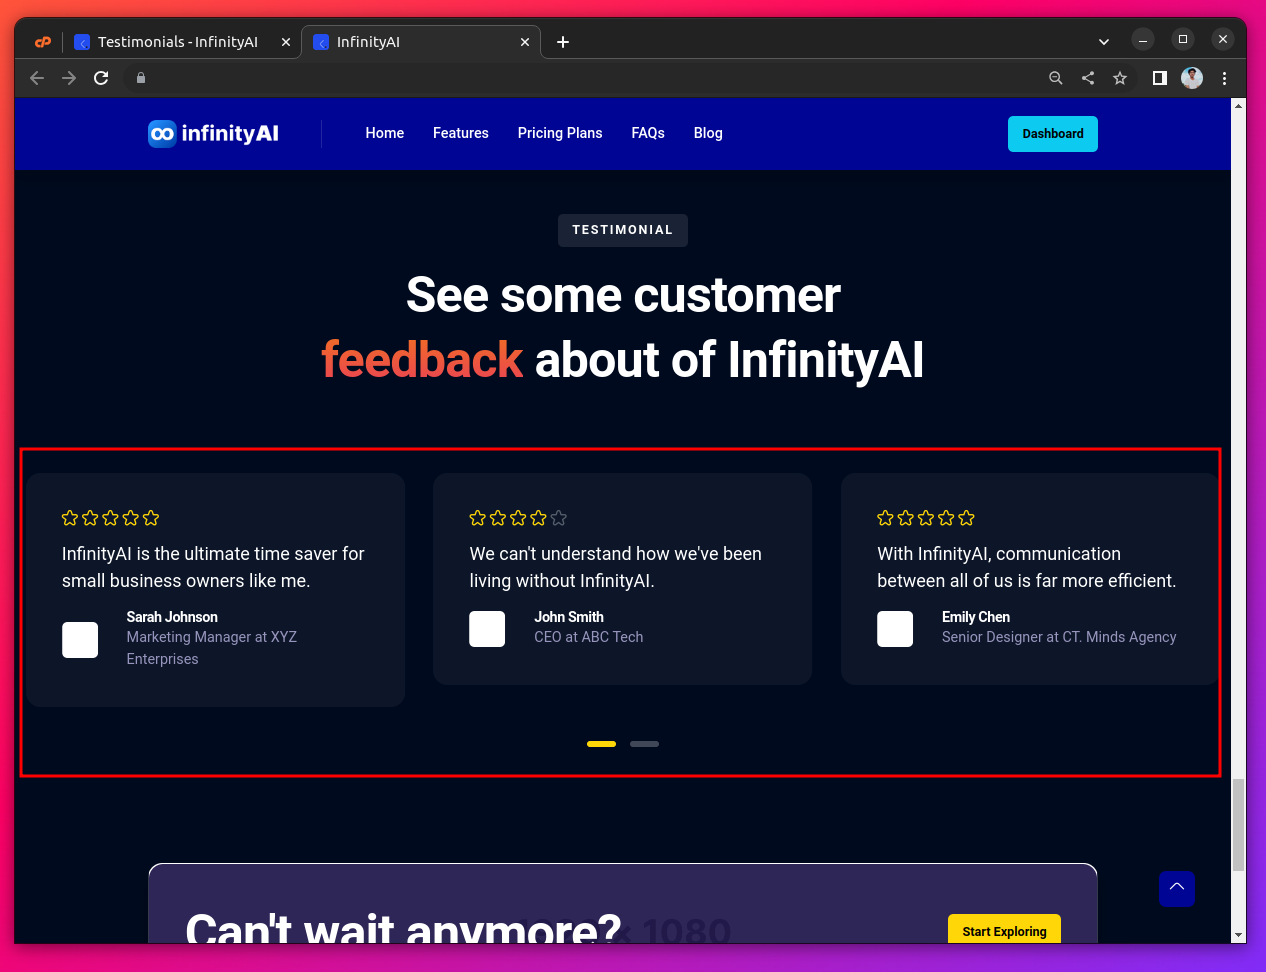 cP
Testimonials - InfinityAI
InfinityAI
infinityAI
Home
Features
Pricing Plans
FAQs
Blog
Dashboard
TESTIMONIAL
See some customer
feedback about of InfinityAI
InfinityAI is the ultimate time saver for
small business owners like me.
Sarah Johnson
Marketing Manager at XYZ
Enterprises
We can't understand how we've been
living without InfinityAI.
John Smith
CEO at ABC Tech
With InfinityAI, communication
between all of us is far more efficient.
Emily Chen
Senior Designer at CT. Minds Agency
Can't wait anymore?
1080
Start Exploring